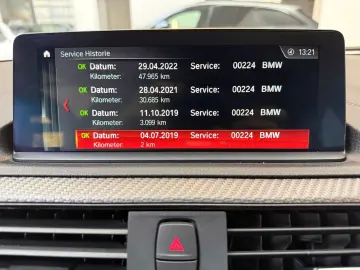 Service Historie
13:21
OK Datum: 29.04.2022 Service: 00224 BMW
Kilometer: 47.965 km
OK Datum: 28.04.2021 Service: 00224 BMW
Kilometer: 30.685 km
OK Datum: 11.10.2019 Service: 00224 BMW
Kilometer: 3.099 km
OK Datum: 04.07.2019 Service: 00224 BMW
Kilometer: 2 km